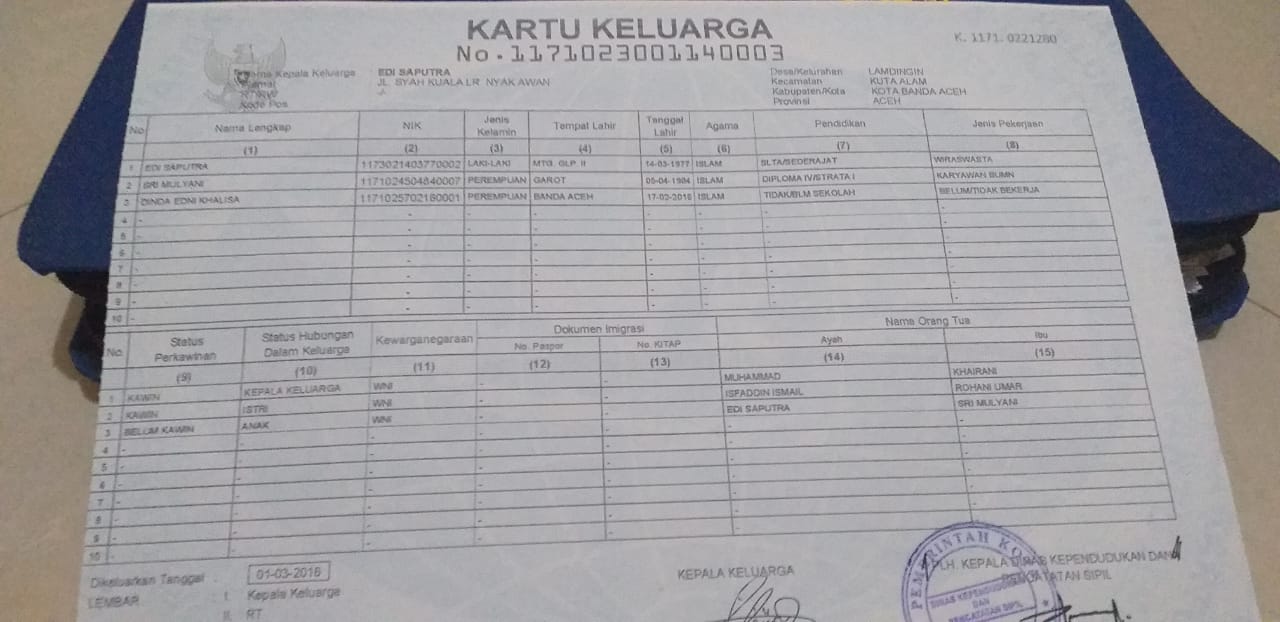 KARTU KELUARGA
No.1171023001140003
K. 1171. 0221280
Nama Kepala Keluarga : EDI SAPUTRA
Alamat : JL. SYAH KUALA LR NYAK AWAN
RT/RW : -/-
Kode Pos :
Desa/Kelurahan : LAMDINGIN
Kecamatan : KUTA ALAM
Kabupaten/Kota : KOTA BANDA ACEH
Provinsi : ACEH
No Nama Lengkap NIK Jenis Kelamin Tempat Lahir Tanggal Lahir Agama Pendidikan Jenis Pekerjaan
(1) (2) (3) (4) (5) (6) (7) (8)
1 EDI SAPUTRA 1173021403770002 LAKI-LAKI MTG. GLP. II 14-03-1977 ISLAM SLTA/SEDERAJAT WIRASWASTA
2 SRI MULYANI 1171024504840007 PEREMPUAN GAROT 05-04-1984 ISLAM DIPLOMA IV/STRATA I KARYAWAN BUMN
3 DINDA EDNI KHALISA 1171025702160001 PEREMPUAN BANDA ACEH 17-02-2016 ISLAM TIDAK/BLM SEKOLAH BELUM/TIDAK BEKERJA
4 - - - - - - - -
5 - - - - - - - -
6 - - - - - - - -
7 - - - - - - - -
8 - - - - - - - -
9 - - - - - - - -
10 - - - - - - - -
No. Status Perkawinan Status Hubungan Dalam Keluarga Kewarganegaraan Dokumen Imigrasi Nama Orang Tua
No. Paspor No. KITAP Ayah Ibu
(9) (10) (11) (12) (13) (14) (15)
1 KAWIN KEPALA KELUARGA WNI - - MUHAMMAD KHAIRANI
2 KAWIN ISTRI WNI - - ISFADDIN ISMAIL ROHANI UMAR
3 BELUM KAWIN ANAK WNI - - EDI SAPUTRA SRI MULYANI
4 - - - - - - -
5 - - - - - - -
6 - - - - - - -
7 - - - - - - -
8 - - - - - - -
9 - - - - - - -
10 - - - - - - -
Dikeluarkan Tanggal : 01-03-2016
LEMBAR : I. Kepala Keluarga
II. RT
KEPALA KELUARGA
PLH. KEPALA DINAS KEPENDUDUKAN DAN
PENCATATAN SIPIL
PEMERINTAH KO
DINAS KEPENDUDUKAN
DAN
PENCATATAN SIPIL